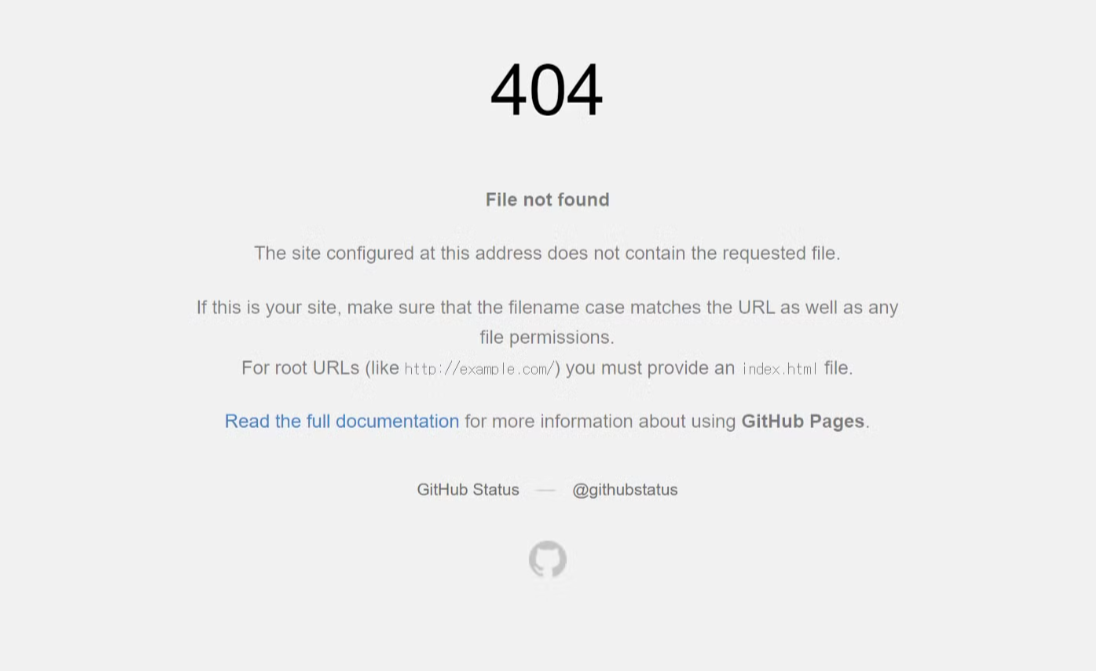 404
File not found
The site configured at this address does not contain the requested file.
If this is your site, make sure that the filename case matches the URL as well as any
file permissions.
For root URLs (like http://example.com/) you must provide an index.html file.
Read the full documentation for more information about using GitHub Pages.
GitHub Status — @githubstatus